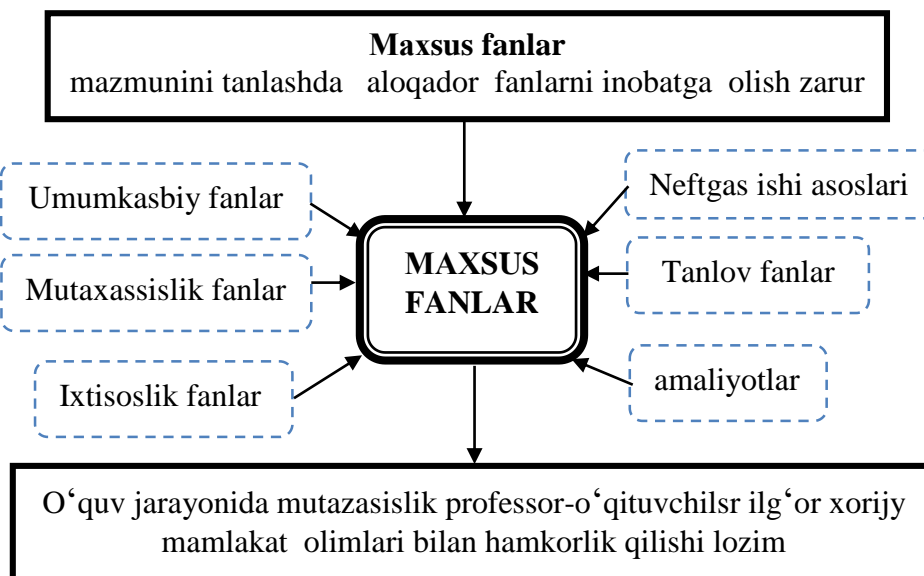 Maxsus fanlar
mazmunini tanlashda aloqador fanlarni inobatga olish zarur
Umumkasbiy fanlar
Neftgas ishi asoslari
MAXSUS
FANLAR
Mutaxassislik fanlar
Tanlov fanlar
Ixtisoslik fanlar
amaliyotlar
O‘quv jarayonida mutazasislik professor-o‘qituvchilsr ilg‘or xorijy
mamlakat olimlari bilan hamkorlik qilishi lozim